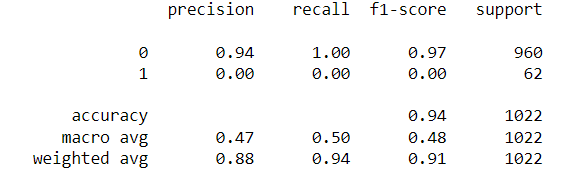 precision recall f1-score support
0 0.94 1.00 0.97 960
1 0.00 0.00 0.00 62
accuracy 0.94 1022
macro avg 0.47 0.50 0.48 1022
weighted avg 0.88 0.94 0.91 1022